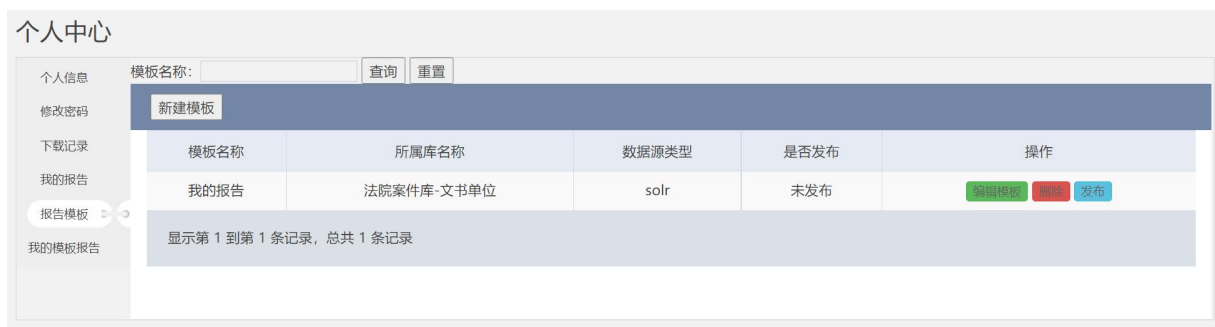 个人中心
个人信息
修改密码
下载记录
我的报告
报告模板
我的模板报告
模板名称: 查询 重置
新建模板
模板名称 所属库名称 数据源类型 是否发布 操作
我的报告 法院案件库-文书单位 solr 未发布 编辑模板 删除 发布
显示第 1 到第 1 条记录，总共 1 条记录